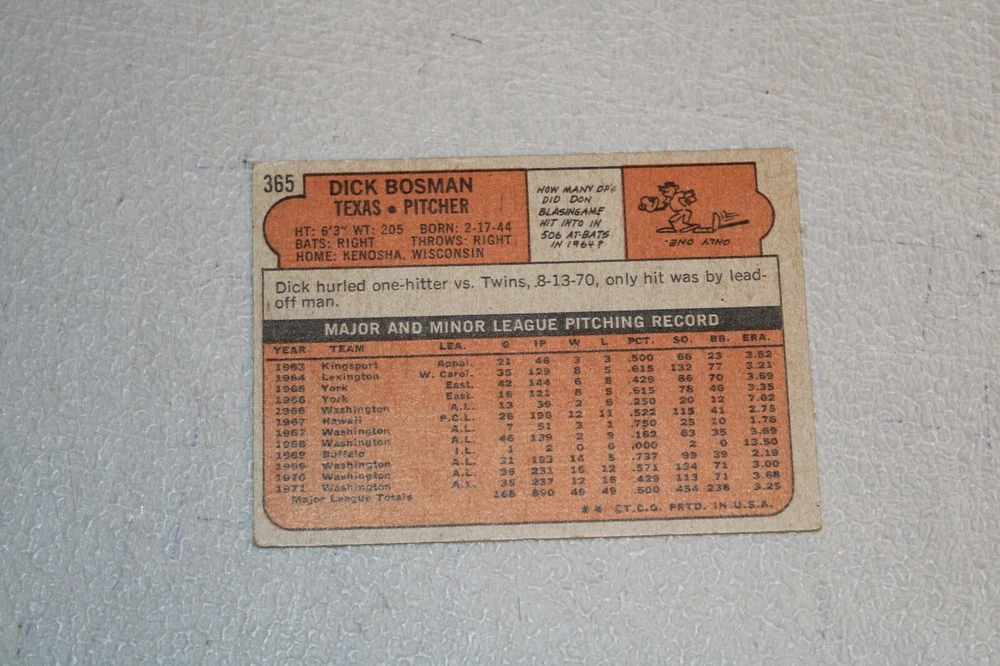 365
DICK BOSMAN
TEXAS • PITCHER
HT: 6'3" WT: 205 BORN: 2-17-44
BATS: RIGHT THROWS: RIGHT
HOME: KENOSHA, WISCONSIN
HOW MANY DP's
DID DON
BLASINGAME
HIT INTO IN
506 AT-BATS
IN 1964?
ONLY ONE.
Dick hurled one-hitter vs. Twins, 8-13-70, only hit was by lead-
off man.
MAJOR AND MINOR LEAGUE PITCHING RECORD
YEAR TEAM LEA. G IP W L PCT. SO. BB. ERA.
1963 Kingsport Appal. 21 46 3 3 .500 66 23 3.52
1964 Lexington W. Carol. 35 129 8 5 .615 132 77 3.21
1965 York East. 42 144 6 8 .429 86 70 3.69
1966 York East. 16 121 8 5 .615 78 46 3.35
1966 Washington A.L. 13 39 2 6 .250 20 12 7.62
1967 Hawaii P.C.L. 26 196 12 11 .522 115 41 2.75
1967 Washington A.L. 7 51 3 1 .750 25 10 1.76
1968 Washington A.L. 46 139 2 9 63 35 3.69
1969 Buffalo I.L. 1 2 0 0 .000 2 0 13.50
1969 Washington A.L. 31 193 14 5 .737 99 39 2.19
1970 Washington A.L. 36 231 16 12 .571 134 71 3.00
1971 Washington A.L. 35 237 12 16 .429 113 71 3.68
Major League Totals 168 890 49 49 .500 454 238 3.25
* * ©T.C.G. PRTD. IN U.S.A.